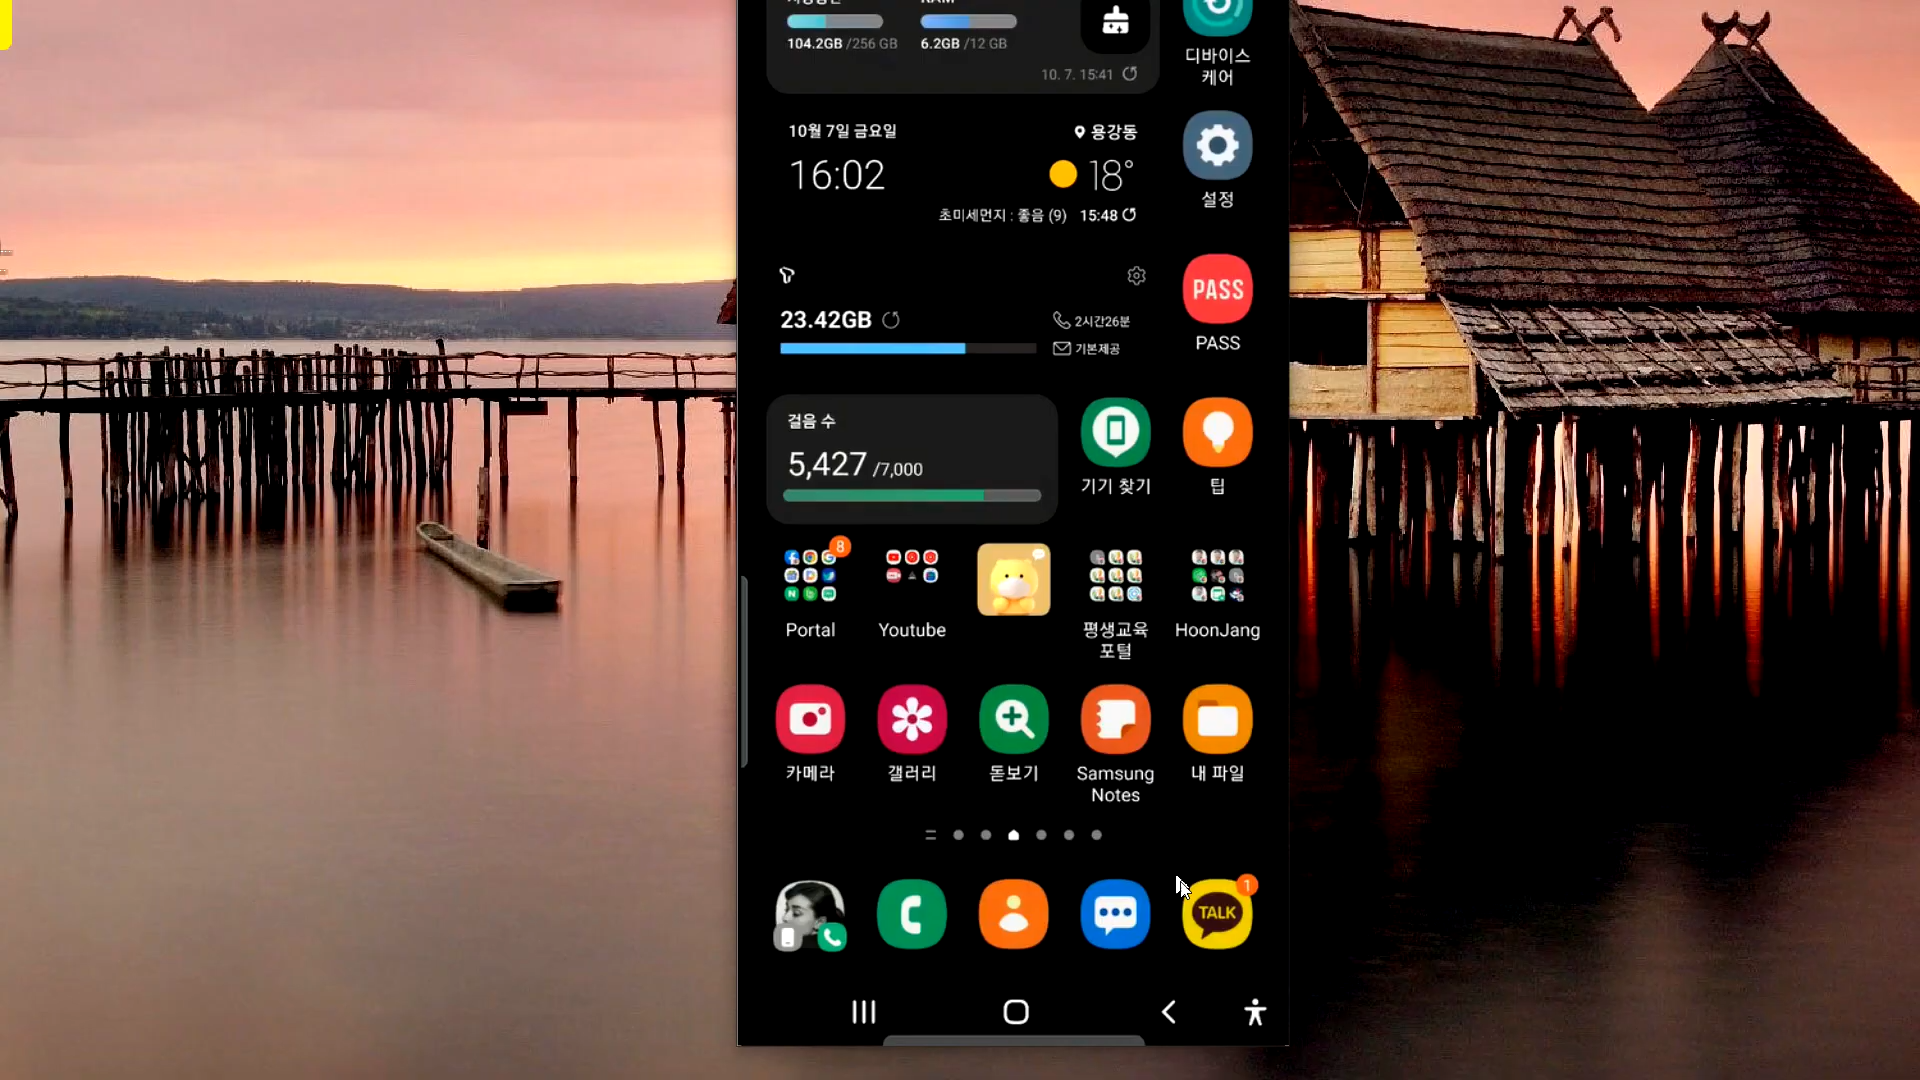 104.2GB /256 GB
6.2GB /12 GB
10. 7. 15:41
디바이스
케어
10월 7일 금요일
용강동
16:02
18°
초미세먼지 : 좋음 (9) 15:48
설정
23.42GB
2시간26분
기본제공
PASS
PASS
걸음 수
5,427 /7,000
기기 찾기
팁
8
Portal
Youtube
평생교육
포털
HoonJang
카메라
갤러리
돋보기
Samsung
Notes
내 파일
1
TALK